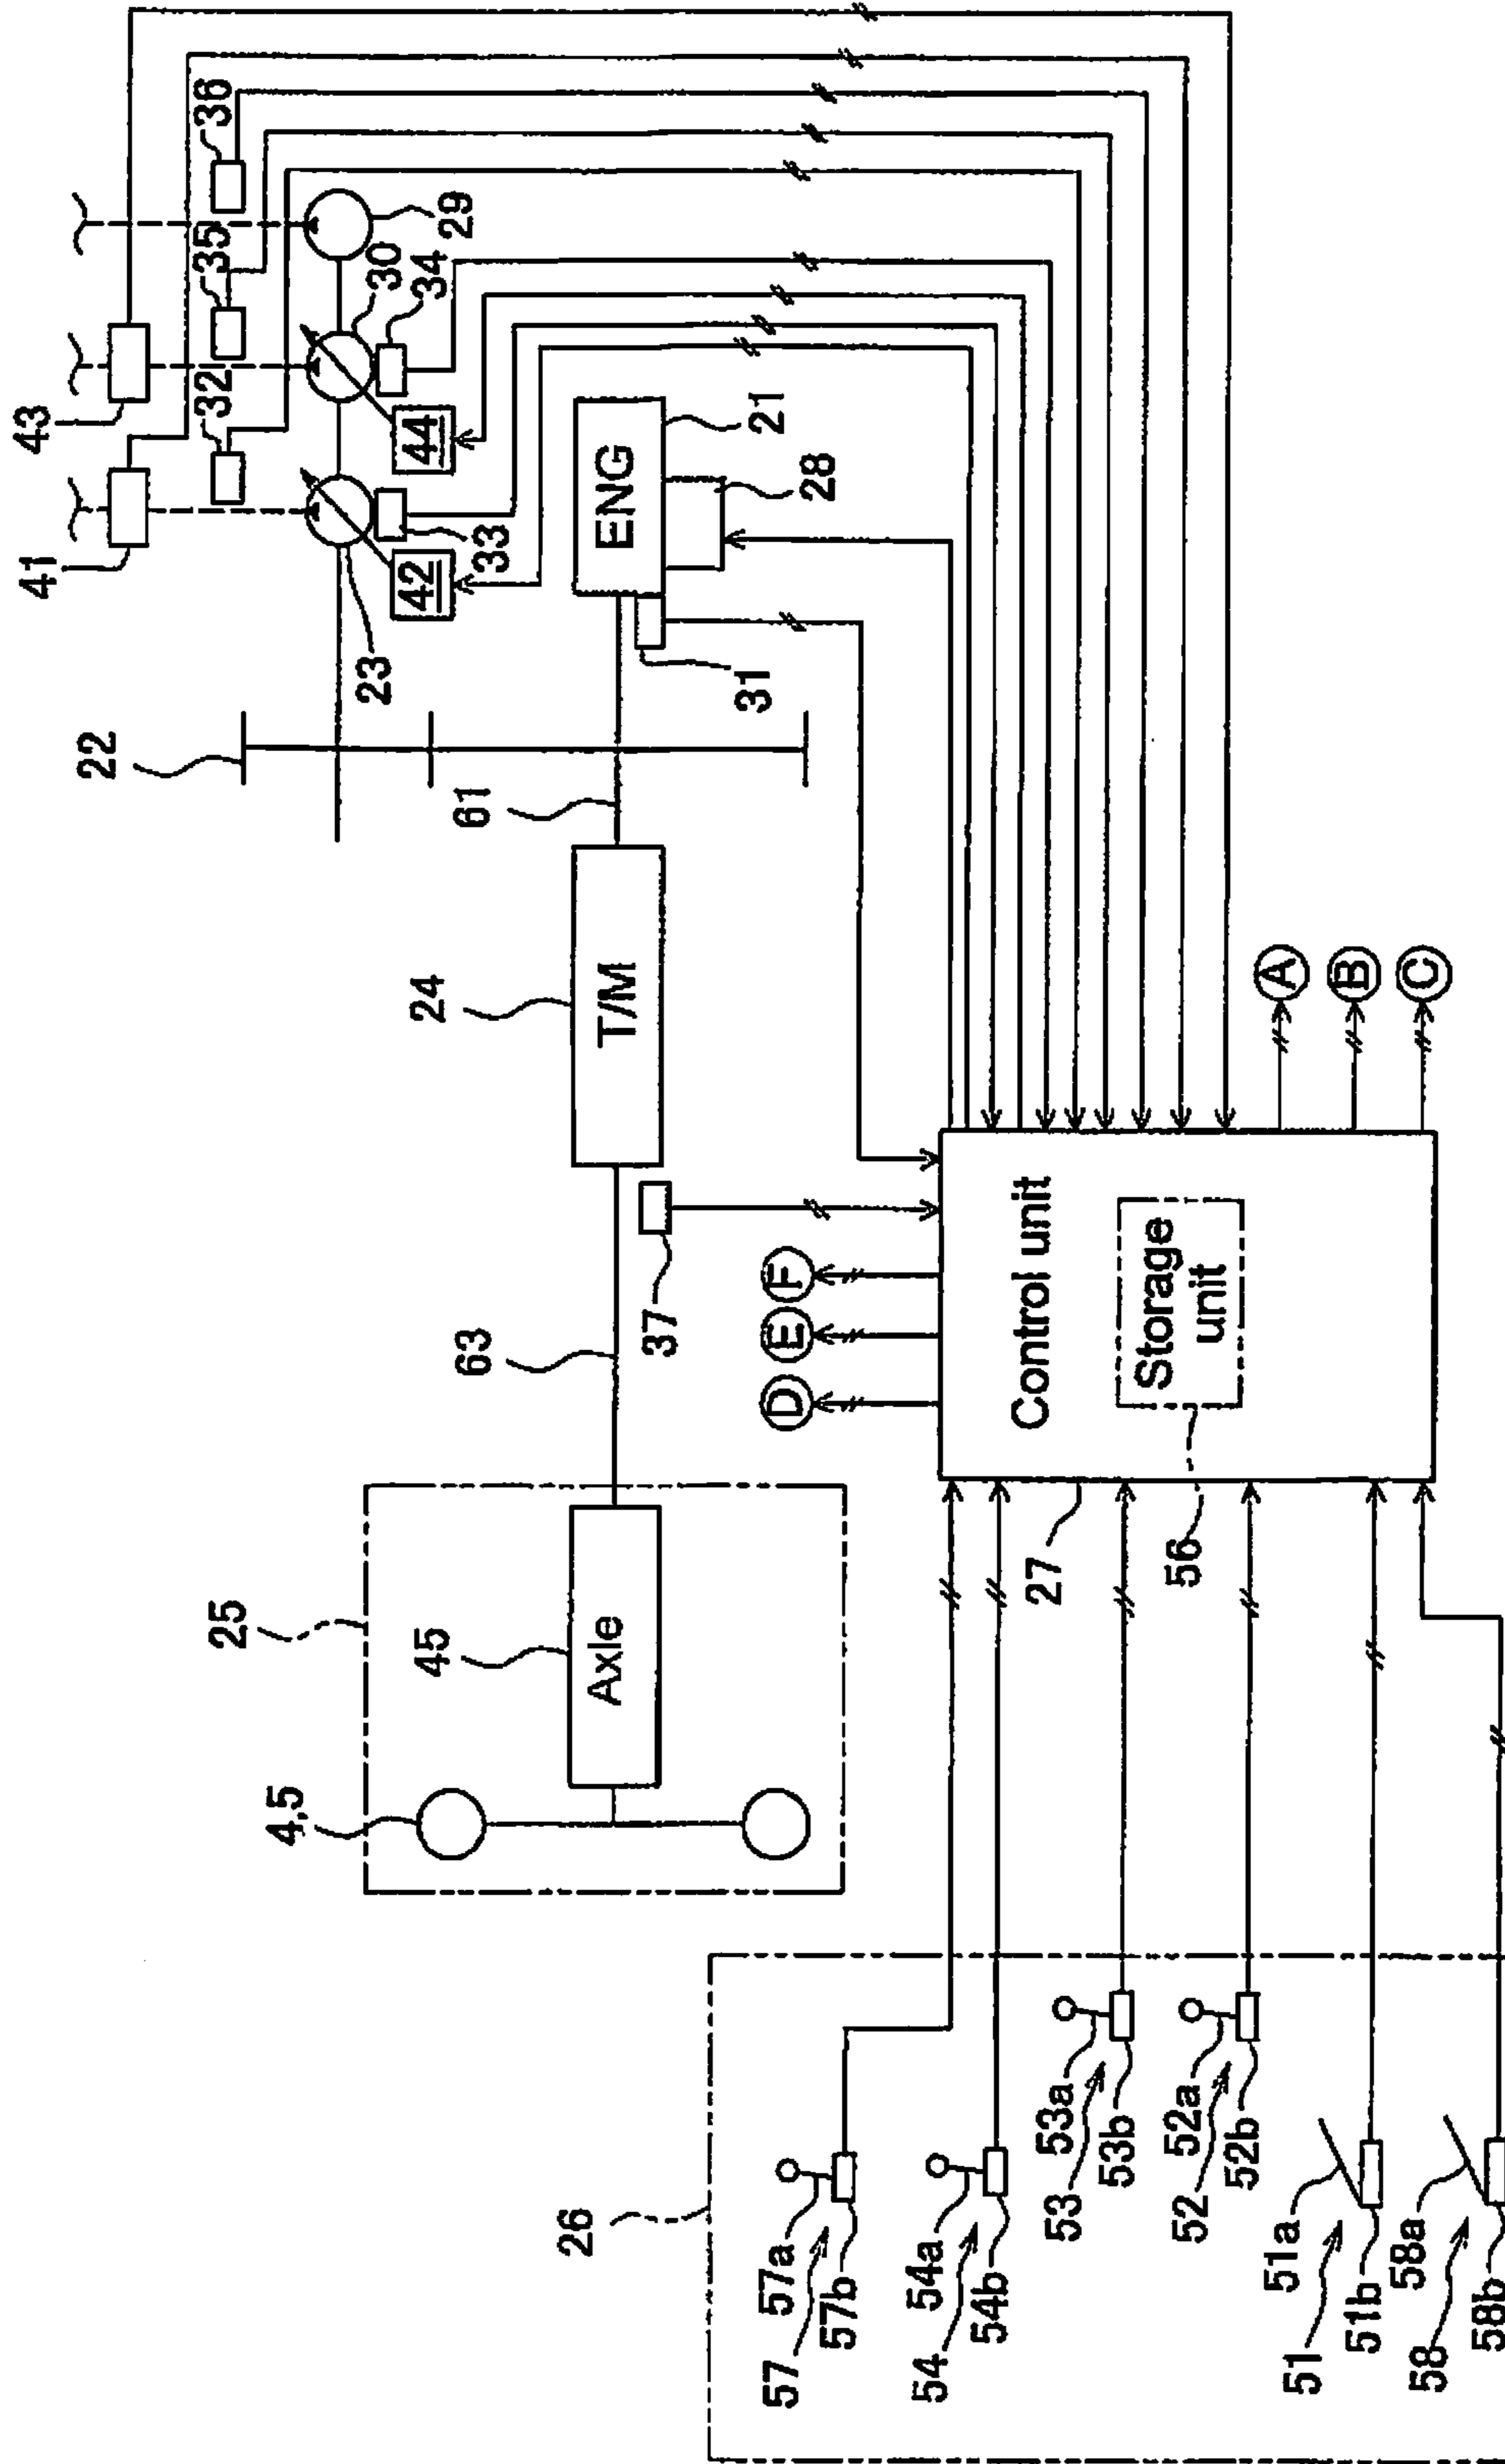 41
43
32
35
36
22
23
42
33
44
34
30
29
61
24
T/M
ENG
21
28
31
25
45
Axle
4,5
63
37
D
E
F
Control unit
Storage
unit
27
56
A
B
C
26
57a
57
57b
54a
54
54b
53a
53
53b
52a
52
52b
51a
51
51b
58a
58
58b